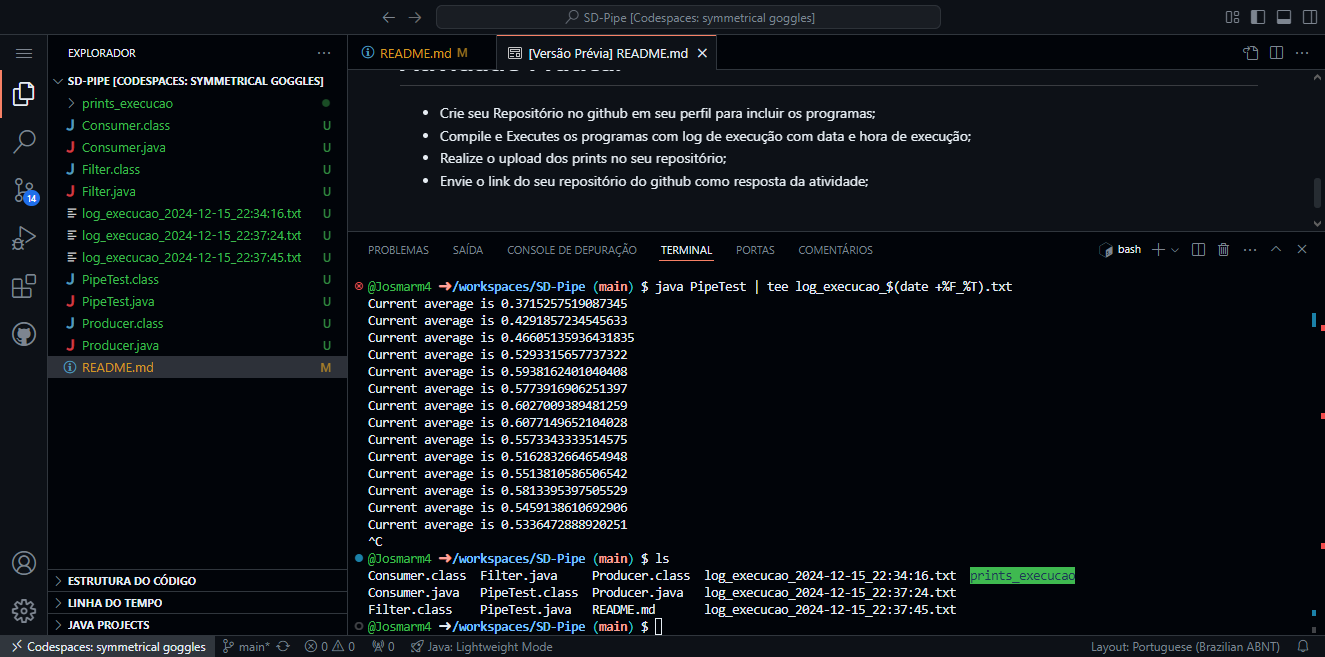 SD-Pipe [Codespaces: symmetrical goggles]
EXPLORADOR
SD-PIPE [CODESPACES: SYMMETRICAL GOGGLES]
prints_execucao
Consumer.class U
Consumer.java U
Filter.class U
Filter.java U
log_execucao_2024-12-15_22:34:16.txt U
log_execucao_2024-12-15_22:37:24.txt U
log_execucao_2024-12-15_22:37:45.txt U
PipeTest.class U
PipeTest.java U
Producer.class U
Producer.java U
README.md M
14
ESTRUTURA DO CÓDIGO
LINHA DO TEMPO
JAVA PROJECTS
README.md M [Versão Prévia] README.md
Crie seu Repositório no github em seu perfil para incluir os programas;
Compile e Executes os programas com log de execução com data e hora de execução;
Realize o upload dos prints no seu repositório;
Envie o link do seu repositório do github como resposta da atividade;
PROBLEMAS SAÍDA CONSOLE DE DEPURAÇÃO TERMINAL PORTAS COMENTÁRIOS bash
@Josmarm4 ➜/workspaces/SD-Pipe (main) $ java PipeTest | tee log_execucao_$(date +%F_%T).txt
Current average is 0.3715257519087345
Current average is 0.4291857234545633
Current average is 0.46605135936431835
Current average is 0.5293315657737322
Current average is 0.5938162401040408
Current average is 0.5773916906251397
Current average is 0.6027009389481259
Current average is 0.6077149652104028
Current average is 0.5573343333514575
Current average is 0.5162832664654948
Current average is 0.5513810586506542
Current average is 0.5813395397505529
Current average is 0.5459138610692906
Current average is 0.5336472888920251
^C
@Josmarm4 ➜/workspaces/SD-Pipe (main) $ ls
Consumer.class Filter.java Producer.class log_execucao_2024-12-15_22:34:16.txt prints_execucao
Consumer.java PipeTest.class Producer.java log_execucao_2024-12-15_22:37:24.txt
Filter.class PipeTest.java README.md log_execucao_2024-12-15_22:37:45.txt
@Josmarm4 ➜/workspaces/SD-Pipe (main) $
Codespaces: symmetrical goggles main* 0 0 0 Java: Lightweight Mode Layout: Portuguese (Brazilian ABNT)